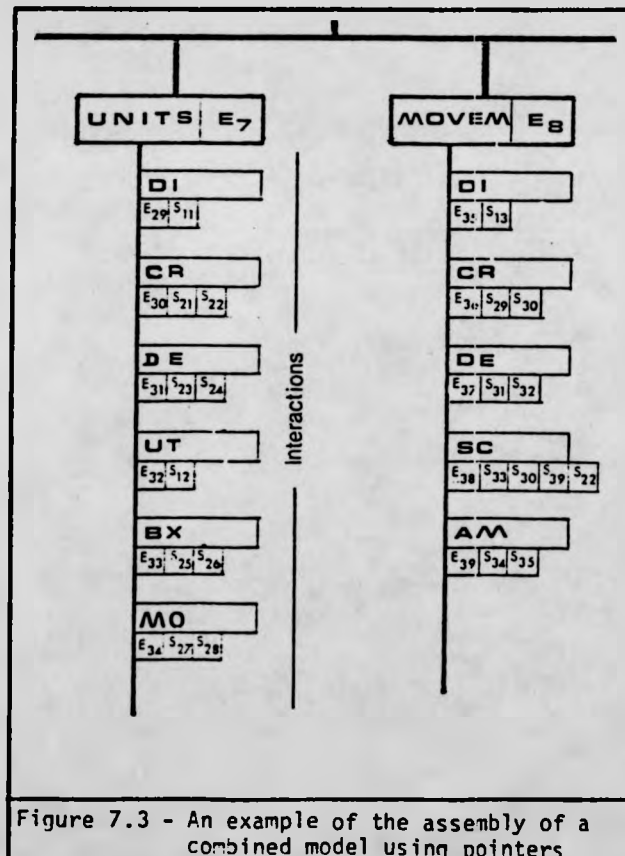 UNITS E7
DI
E29 S11
CR
E30 S21 S22
DE
E31 S23 S24
UT
E32 S12
BX
E33 S25 S26
MO
E34 S27 S28
Interactions
MOVEM E8
DI
E35 S13
CR
E36 S29 S30
DE
E37 S31 S32
SC
E38 S33 S30 S39 S22
AM
E39 S34 S35
Figure 7.3 - An example of the assembly of a
combined model using pointers